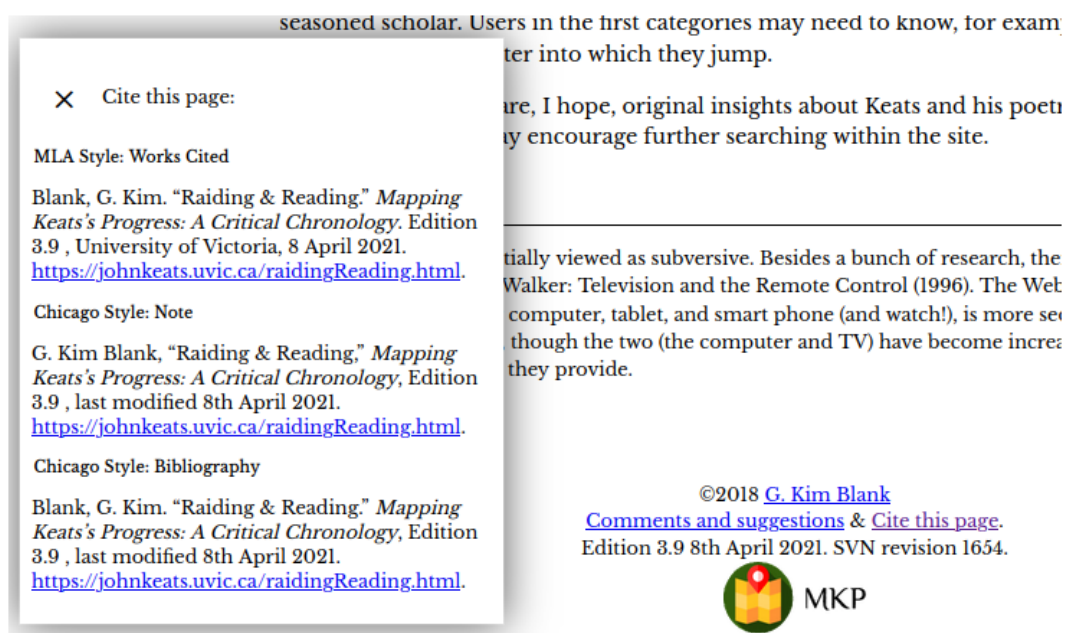 seasoned scholar. Users in the first categories may need to know, for exam
ter into which they jump.
are, I hope, original insights about Keats and his poetr
ay encourage further searching within the site.
Cite this page:
MLA Style: Works Cited
Blank, G. Kim. “Raiding & Reading.” Mapping
Keats’s Progress: A Critical Chronology. Edition
3.9 , University of Victoria, 8 April 2021.
https://johnkeats.uvic.ca/raidingReading.html.
Chicago Style: Note
G. Kim Blank, “Raiding & Reading,” Mapping
Keats’s Progress: A Critical Chronology, Edition
3.9 , last modified 8th April 2021.
https://johnkeats.uvic.ca/raidingReading.html.
Chicago Style: Bibliography
Blank, G. Kim. “Raiding & Reading.” Mapping
Keats’s Progress: A Critical Chronology, Edition
3.9 , last modified 8th April 2021.
https://johnkeats.uvic.ca/raidingReading.html.
tially viewed as subversive. Besides a bunch of research, the
Walker: Television and the Remote Control (1996). The Web
computer, tablet, and smart phone (and watch!), is more see
though the two (the computer and TV) have become increa
they provide.
©2018 G. Kim Blank
Comments and suggestions & Cite this page.
Edition 3.9 8th April 2021. SVN revision 1654.
MKP